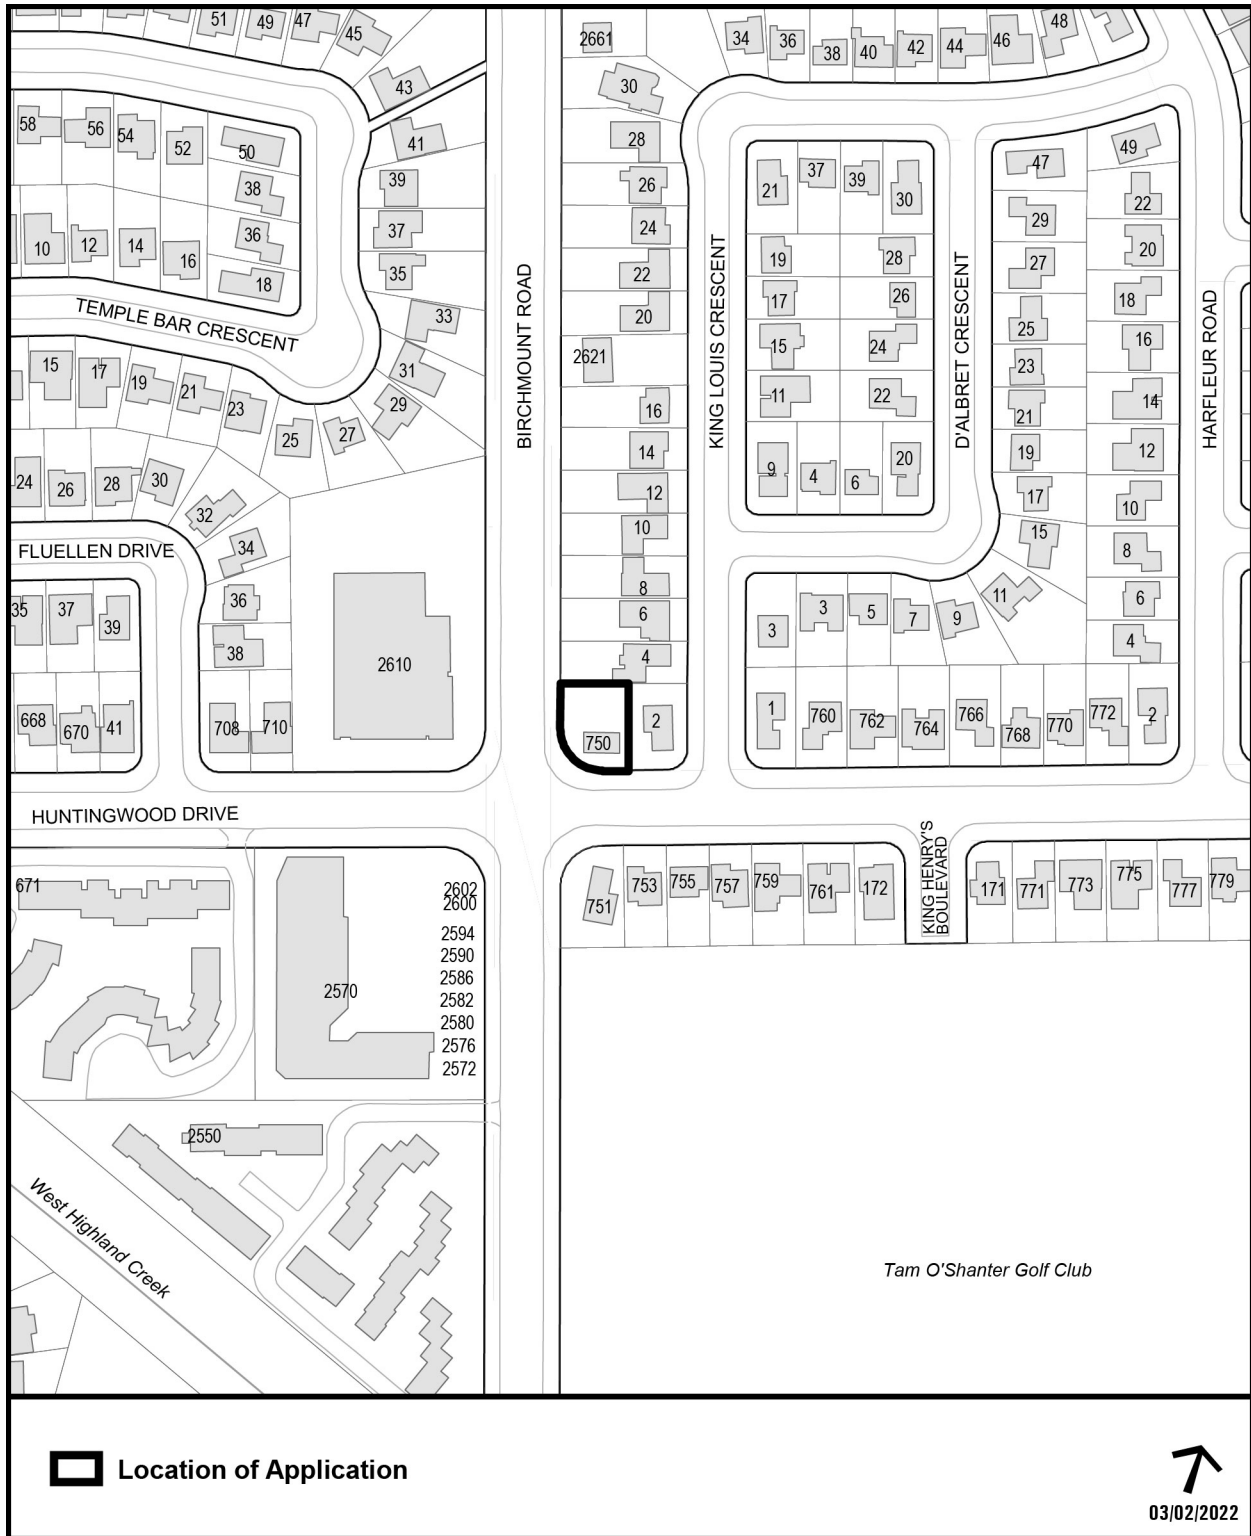 51 49 47 45
2661
34 36 38 40 42 44 46 48
43
30
58 56 54 52 50
41
28
21 37 39 30
47 49
38
39
26
29 22
10 12 14 16
36
37
24
19 28
27 20
18
35
22
17 26
18
TEMPLE BAR CRESCENT
BIRCHMOUNT ROAD
KING LOUIS CRESCENT
D'ALBRET CRESCENT
HARFLEUR ROAD
33
20
25 16
15 17 19 21 23
31
2621
15 24
23
29
16
11 22
21 14
25 27
14
9 4 6 20
19 12
24 26 28 30
12
17 10
32
10
15 8
FLUELLEN DRIVE
34
8
11
36
35 37 39
6
3 3 5 7 9
6
38
2610
4
4
668 670 41
708 710
750
2
1 760 762 764 766 768 770 772 2
HUNTINGWOOD DRIVE
KING HENRY'S
BOULEVARD
671
2602
2600
2594
2590
2586
2582
2580
2576
2572
2570
751 753 755 757 759 761 172
171 771 773 775 777 779
2550
West Highland Creek
Tam O'Shanter Golf Club
Location of Application
03/02/2022